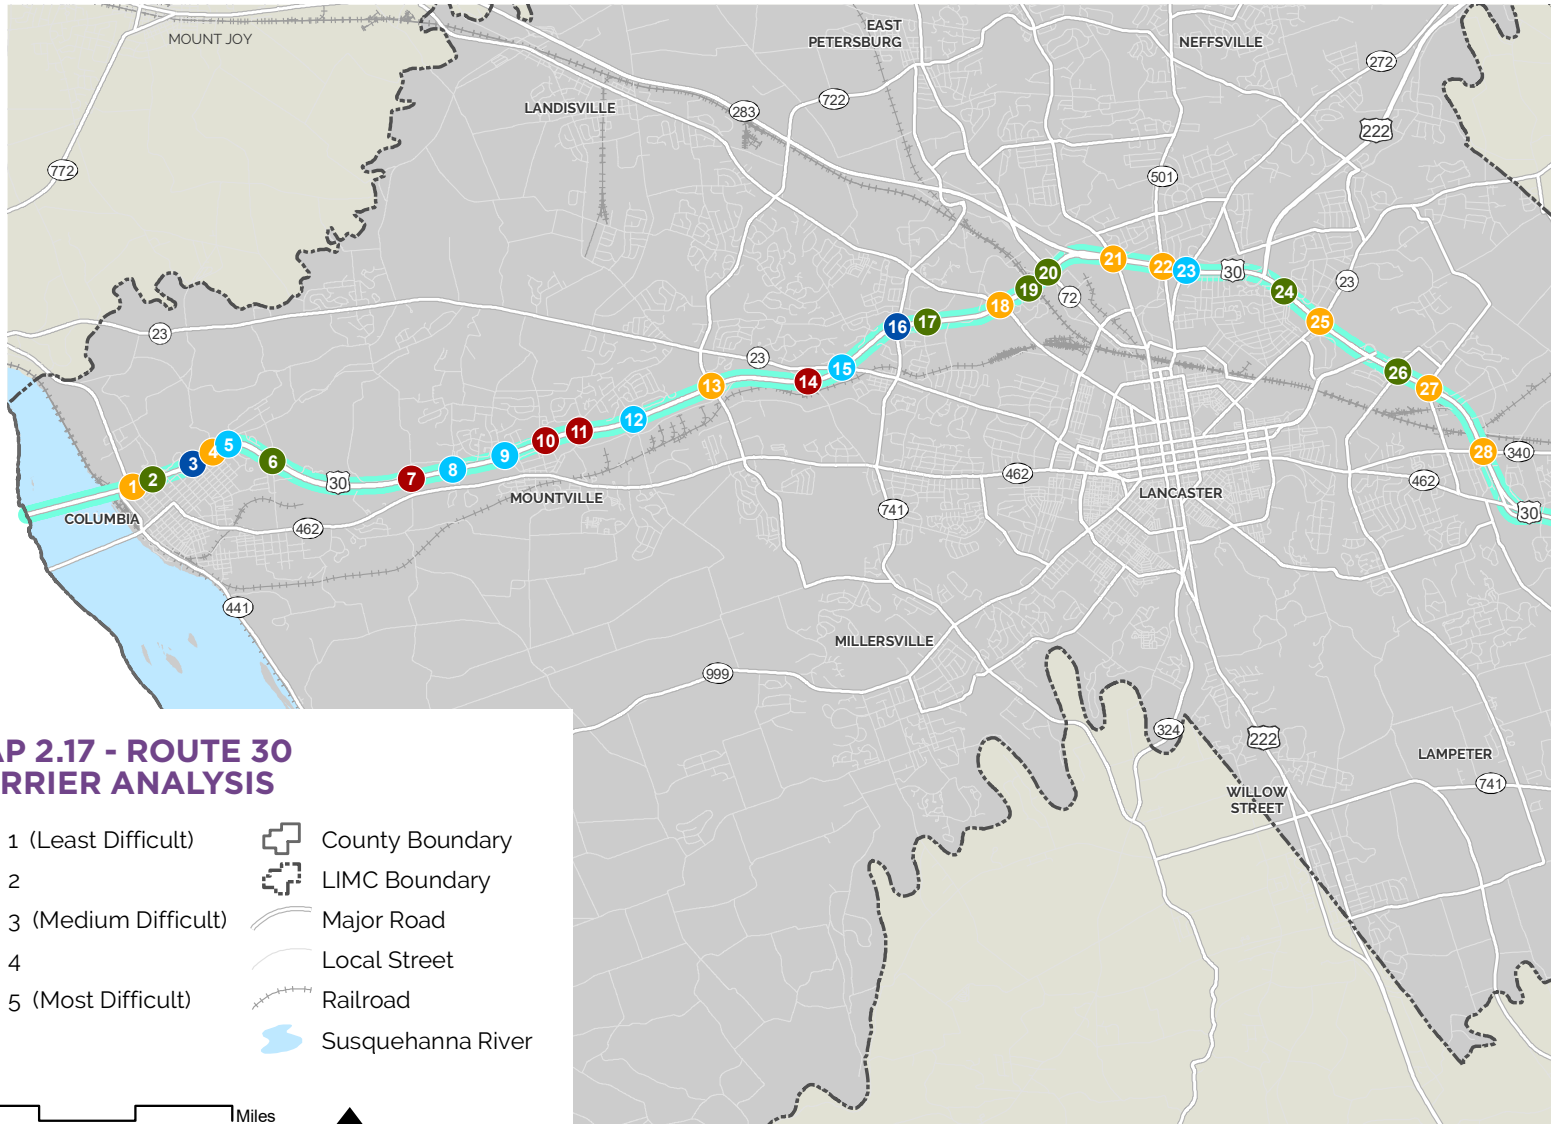 MOUNT JOY
EAST
PETERSBURG
NEFFSVILLE
272
LANDISVILLE
283
722
222
772
501
23
20
21
22
23
30
24
23
19
72
18
25
16
17
23
15
14
13
26
27
12
11
10
9
8
7
30
6
5
4
3
2
1
28
340
462
462
MOUNTVILLE
LANCASTER
741
30
COLUMBIA
462
441
MILLERSVILLE
999
324
222
LAMPETER
741
WILLOW
STREET
AP 2.17 - ROUTE 30
RRIER ANALYSIS
1 (Least Difficult)
2
3 (Medium Difficult)
4
5 (Most Difficult)
County Boundary
LIMC Boundary
Major Road
Local Street
Railroad
Susquehanna River
Miles